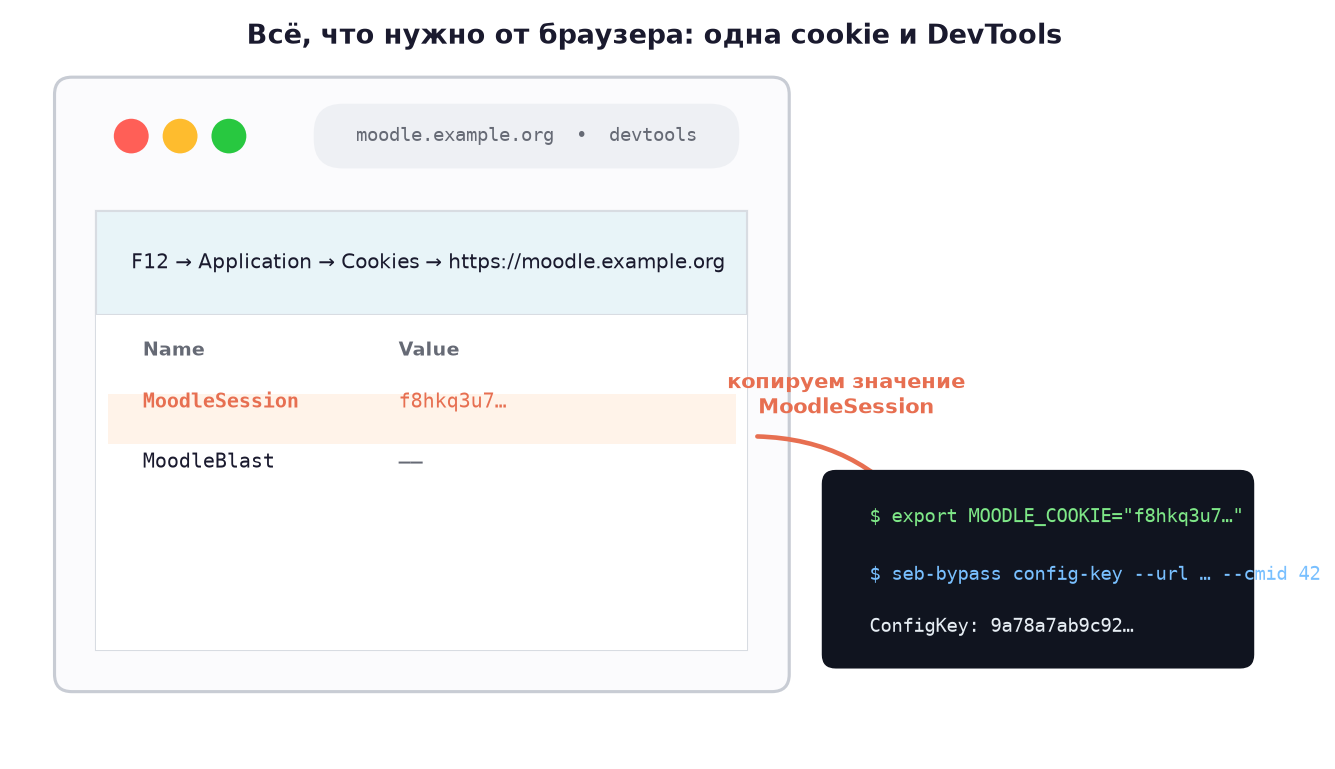 Всё, что нужно от браузера: одна cookie и DevTools
moodle.example.org • devtools
F12 → Application → Cookies → https://moodle.example.org
Name Value
MoodleSession f8hkq3u7…
MoodleBlast —
копируем значение
MoodleSession
$ export MOODLE_COOKIE="f8hkq3u7…"
$ seb-bypass config-key --url … --cmid 42
ConfigKey: 9a78a7ab9c92…